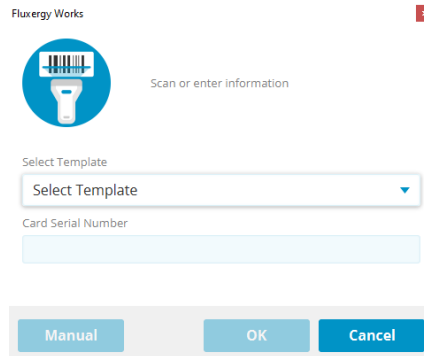 Fluxergy Works
Scan or enter information
Select Template
Select Template
Card Serial Number
Manual OK Cancel